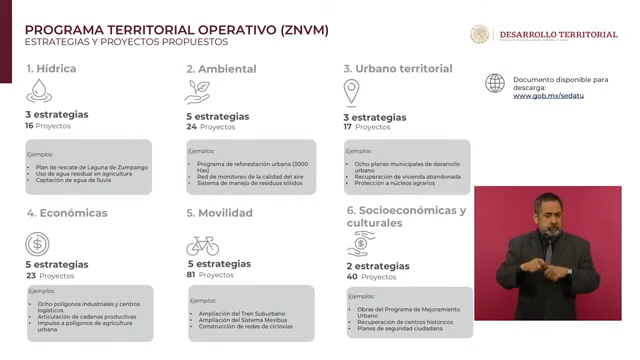 PROGRAMA TERRITORIAL OPERATIVO (ZNVM)
ESTRATEGIAS Y PROYECTOS PROPUESTOS
DESARROLLO TERRITORIAL
1. Hídrica
3 estrategias
16 Proyectos
Ejemplos:
• Plan de rescate de Laguna de Zumpango
• Uso de agua residual en agricultura
• Captación de agua de lluvia
2. Ambiental
5 estrategias
24 Proyectos
Ejemplos:
• Programa de reforestación urbana (3000
Has)
• Red de monitoreo de la calidad del aire
• Sistema de manejo de residuos sólidos
3. Urbano territorial
3 estrategias
17 Proyectos
Ejemplos:
• Ocho planes municipales de desarrollo
urbano
• Recuperación de vivienda abandonada
• Protección a núcleos agrarios
Documento disponible para
descarga:
www.gob.mx/sedatu
4. Económicas
5 estrategias
23 Proyectos
Ejemplos:
• Ocho polígonos industriales y centros
logísticos
• Articulación de cadenas productivas
• Impulso a polígonos de agricultura
urbana
5. Movilidad
5 estrategias
81 Proyectos
Ejemplos:
• Ampliación del Tren Suburbano
• Ampliación del Sistema Mexibus
• Construcción de redes de ciclovías
6. Socioeconómicas y
culturales
2 estrategias
40 Proyectos
Ejemplos:
• Obras del Programa de Mejoramiento
Urbano
• Recuperación de centros historicos
• Planes de seguridad ciudadana